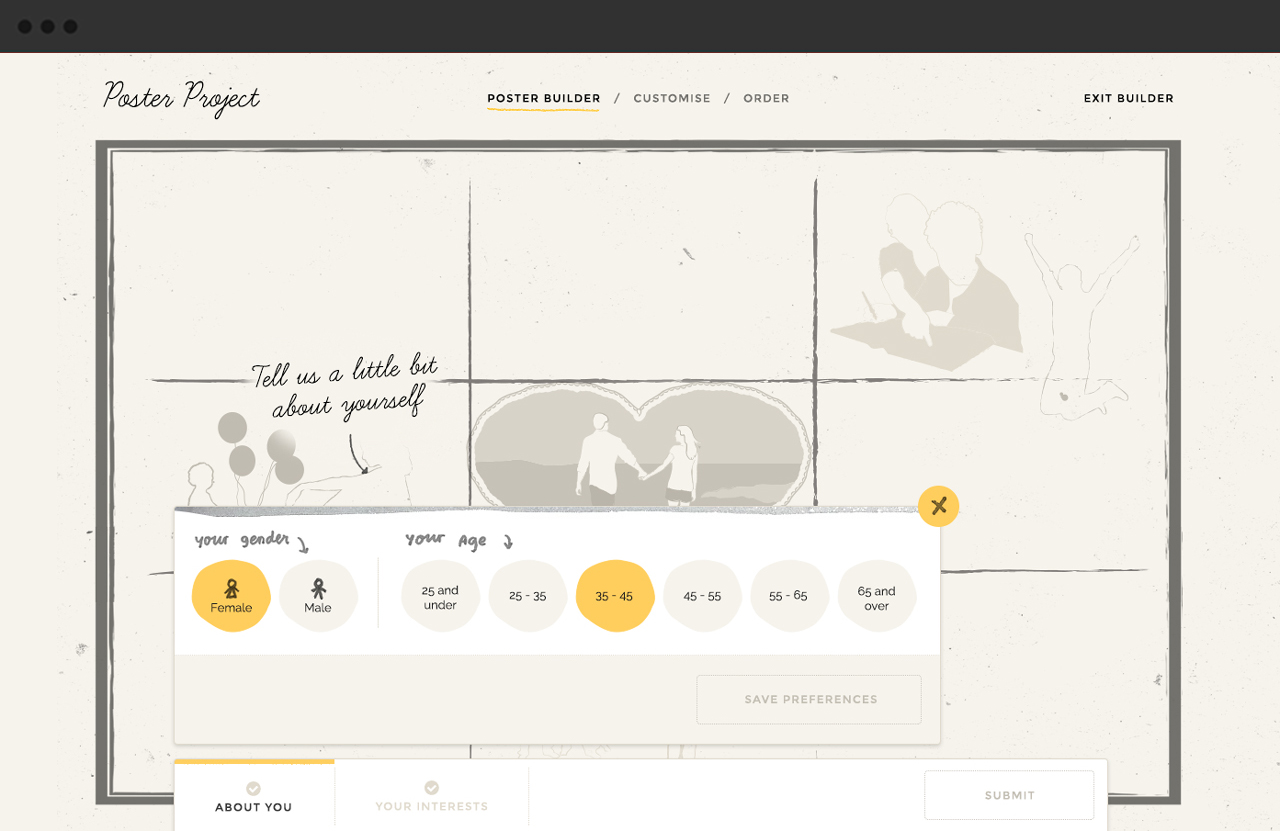 Poster Project
POSTER BUILDER / CUSTOMISE / ORDER
EXIT BUILDER
Tell us a little bit
about yourself
your gender
your Age
Female
Male
25 and
under
25 - 35
35 - 45
45 - 55
55 - 65
65 and
over
SAVE PREFERENCES
ABOUT YOU
YOUR INTERESTS
SUBMIT